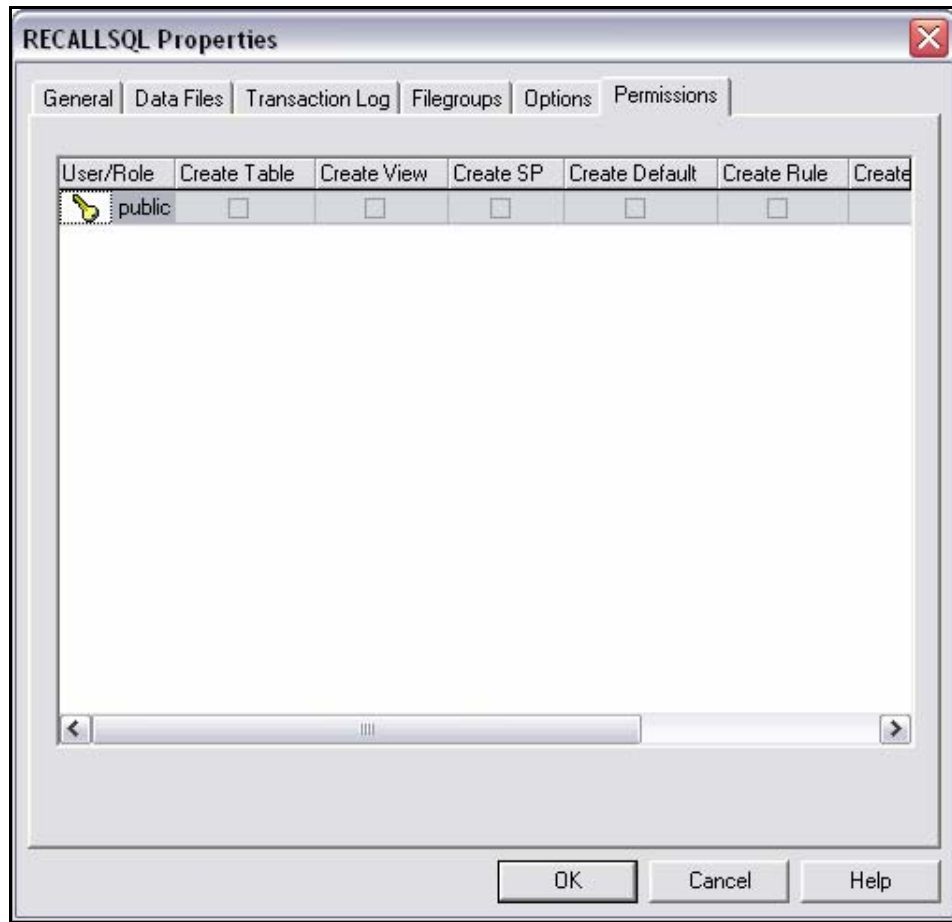 RECALLSQL Properties
General Data Files Transaction Log Filegroups Options Permissions
User/Role Create Table Create View Create SP Create Default Create Rule Create
public
OK Cancel Help